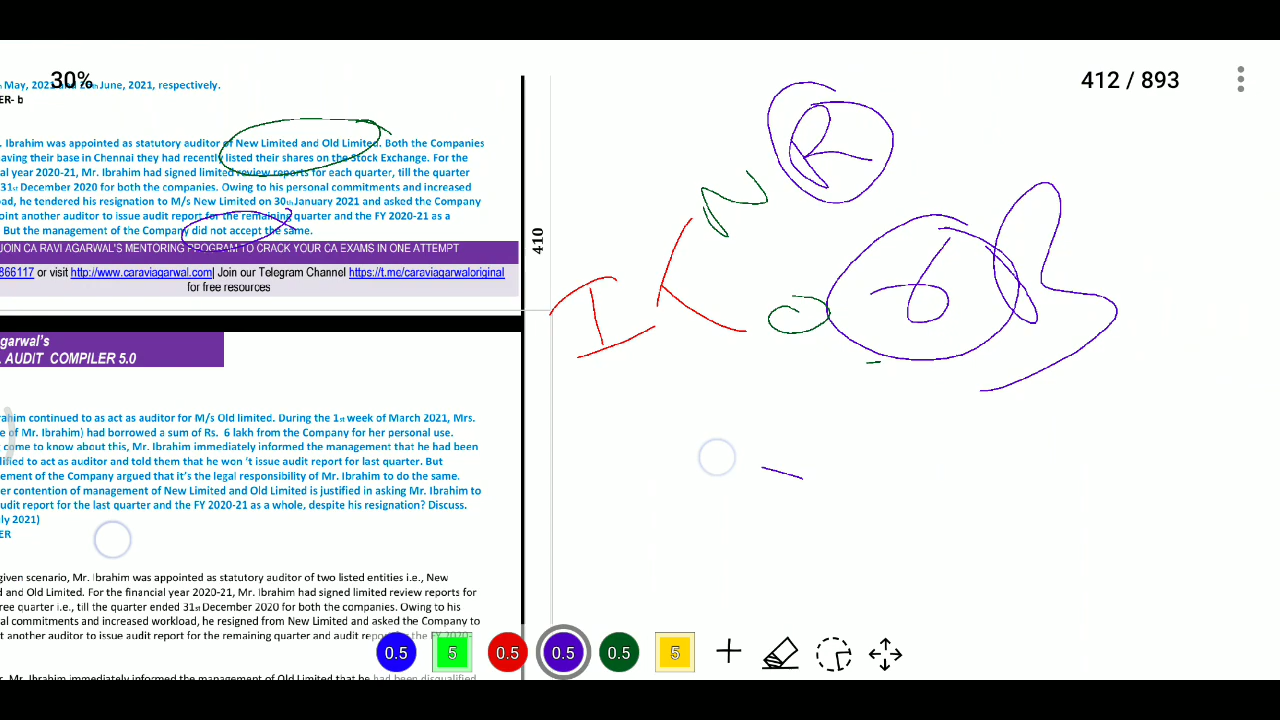 30%
412 / 893
May, 2021 and June, 2021, respectively.
ER- b
. Ibrahim was appointed as statutory auditor of New Limited and Old Limited. Both the Companies
aving their base in Chennai they had recently listed their shares on the Stock Exchange. For the
al year 2020-21, Mr. Ibrahim had signed limited review reports for each quarter, till the quarter
31st December 2020 for both the companies. Owing to his personal commitments and increased
oad, he tendered his resignation to M/s New Limited on 30th January 2021 and asked the Company
point another auditor to issue audit report for the remaining quarter and the FY 2020-21 as a
. But the management of the Company did not accept the same.
JOIN CA RAVI AGARWAL'S MENTORING PROGRAM TO CRACK YOUR CA EXAMS IN ONE ATTEMPT
866117 or visit http://www.caraviagarwal.com| Join our Telegram Channel https://t.me/caraviagarwaloriginal
for free resources
410
agarwal's
AUDIT COMPILER 5.0
rahim continued to as act as auditor for M/s Old limited. During the 1st week of March 2021, Mrs.
e of Mr. Ibrahim) had borrowed a sum of Rs. 6 lakh from the Company for her personal use.
come to know about this, Mr. Ibrahim immediately informed the management that he had been
lified to act as auditor and told them that he won 't issue audit report for last quarter. But
ement of the Company argued that it's the legal responsibility of Mr. Ibrahim to do the same.
er contention of management of New Limited and Old Limited is justified in asking Mr. Ibrahim to
udit report for the last quarter and the FY 2020-21 as a whole, despite his resignation? Discuss.
ly 2021)
ER
given scenario, Mr. Ibrahim was appointed as statutory auditor of two listed entities i.e., New
d and Old Limited. For the financial year 2020-21, Mr. Ibrahim had signed limited review reports for
ree quarter i.e., till the quarter ended 31st December 2020 for both the companies. Owing to his
al commitments and increased workload, he resigned from New Limited and asked the Company to
t another auditor to issue audit report for the remaining quarter and audit report for the FY 2020-
. Mr. Ibrahim immediately informed the management of Old Limited that he had been disqualified
I
N
R
O
0.5
5
0.5
0.5
0.5
5